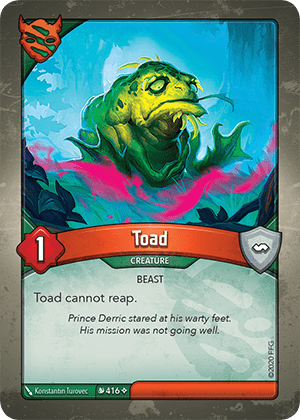 Toad
1
CREATURE
BEAST
Toad cannot reap.
Prince Derric stared at his warty feet.
His mission was not going well.
©2020 FFG
Konstantin Turovec 416